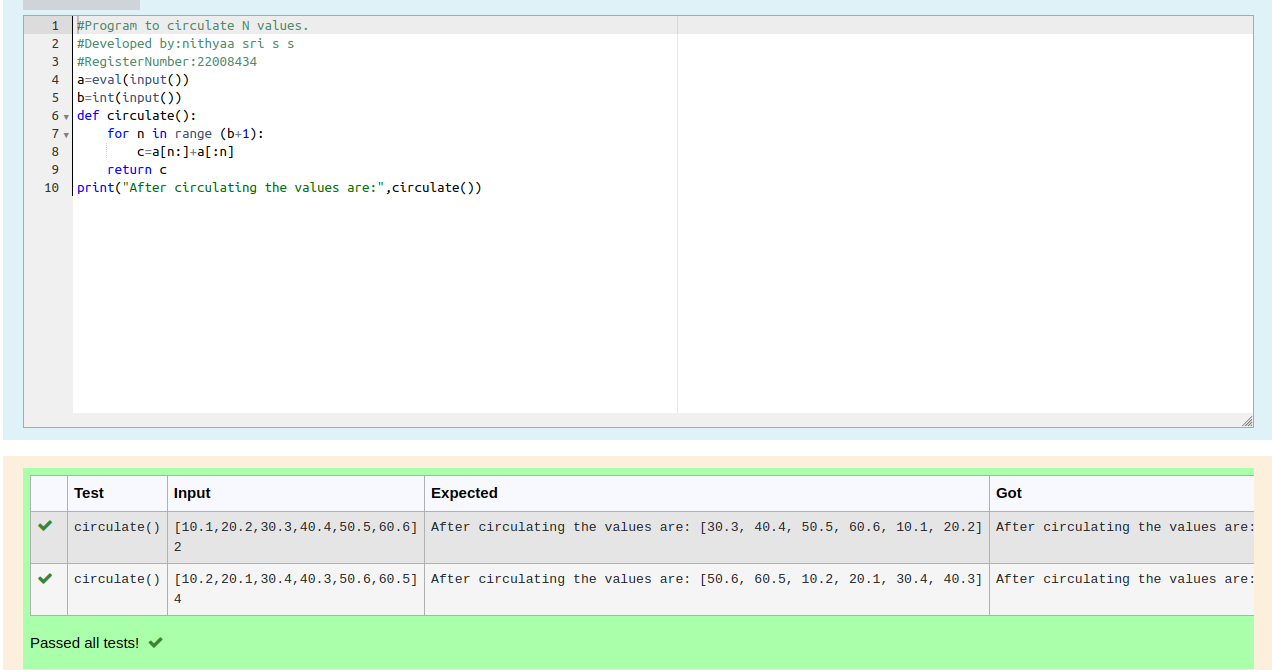 1 #Program to circulate N values.
2 #Developed by:nithyaa sri s s
3 #RegisterNumber:22008434
4 a=eval(input())
5 b=int(input())
6 def circulate():
7     for n in range (b+1):
8         c=a[n:]+a[:n]
9     return c
10 print("After circulating the values are:",circulate())
Test Input Expected Got
circulate() [10.1,20.2,30.3,40.4,50.5,60.6] After circulating the values are: [30.3, 40.4, 50.5, 60.6, 10.1, 20.2] After circulating the values are:
2
circulate() [10.2,20.1,30.4,40.3,50.6,60.5] After circulating the values are: [50.6, 60.5, 10.2, 20.1, 30.4, 40.3] After circulating the values are:
4
Passed all tests!